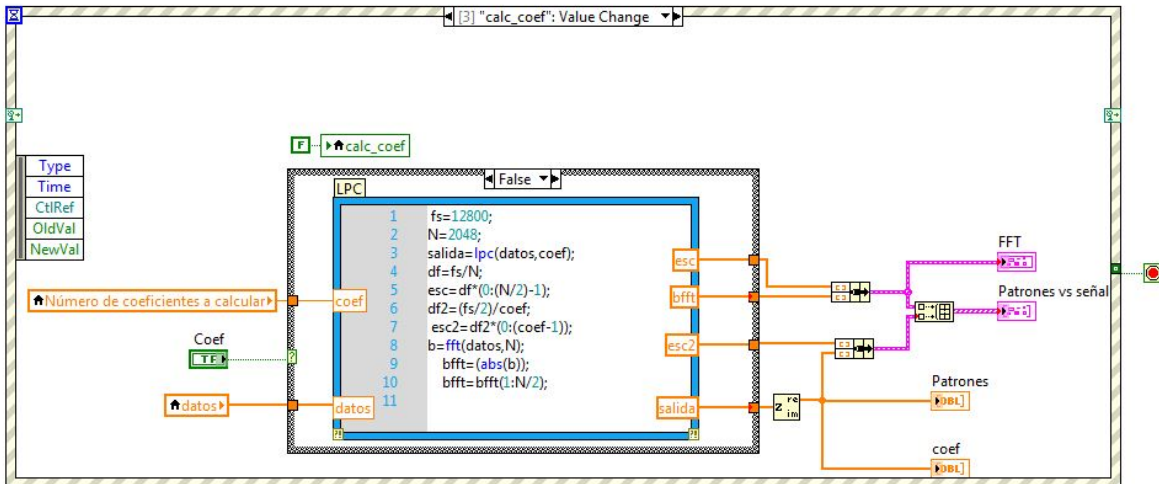 [3] "calc_coef": Value Change
F
calc_coef
Type
Time
CtlRef
OldVal
NewVal
False
LPC
1 fs=12800;
2 N=2048;
3 salida=lpc(datos,coef);
4 df=fs/N;
5 esc=df*(0:(N/2)-1);
6 df2=(fs/2)/coef;
7 esc2=df2*(0:(coef-1));
8 b=fft(datos,N);
9 bfft=(abs(b));
10 bfft=bfft(1:N/2);
11
Número de coeficientes a calcular
coef
Coef
TF
?
datos
datos
esc
bfft
esc2
salida
z re im
FFT
Patrones vs señal
Patrones
DBL
coef
DBL